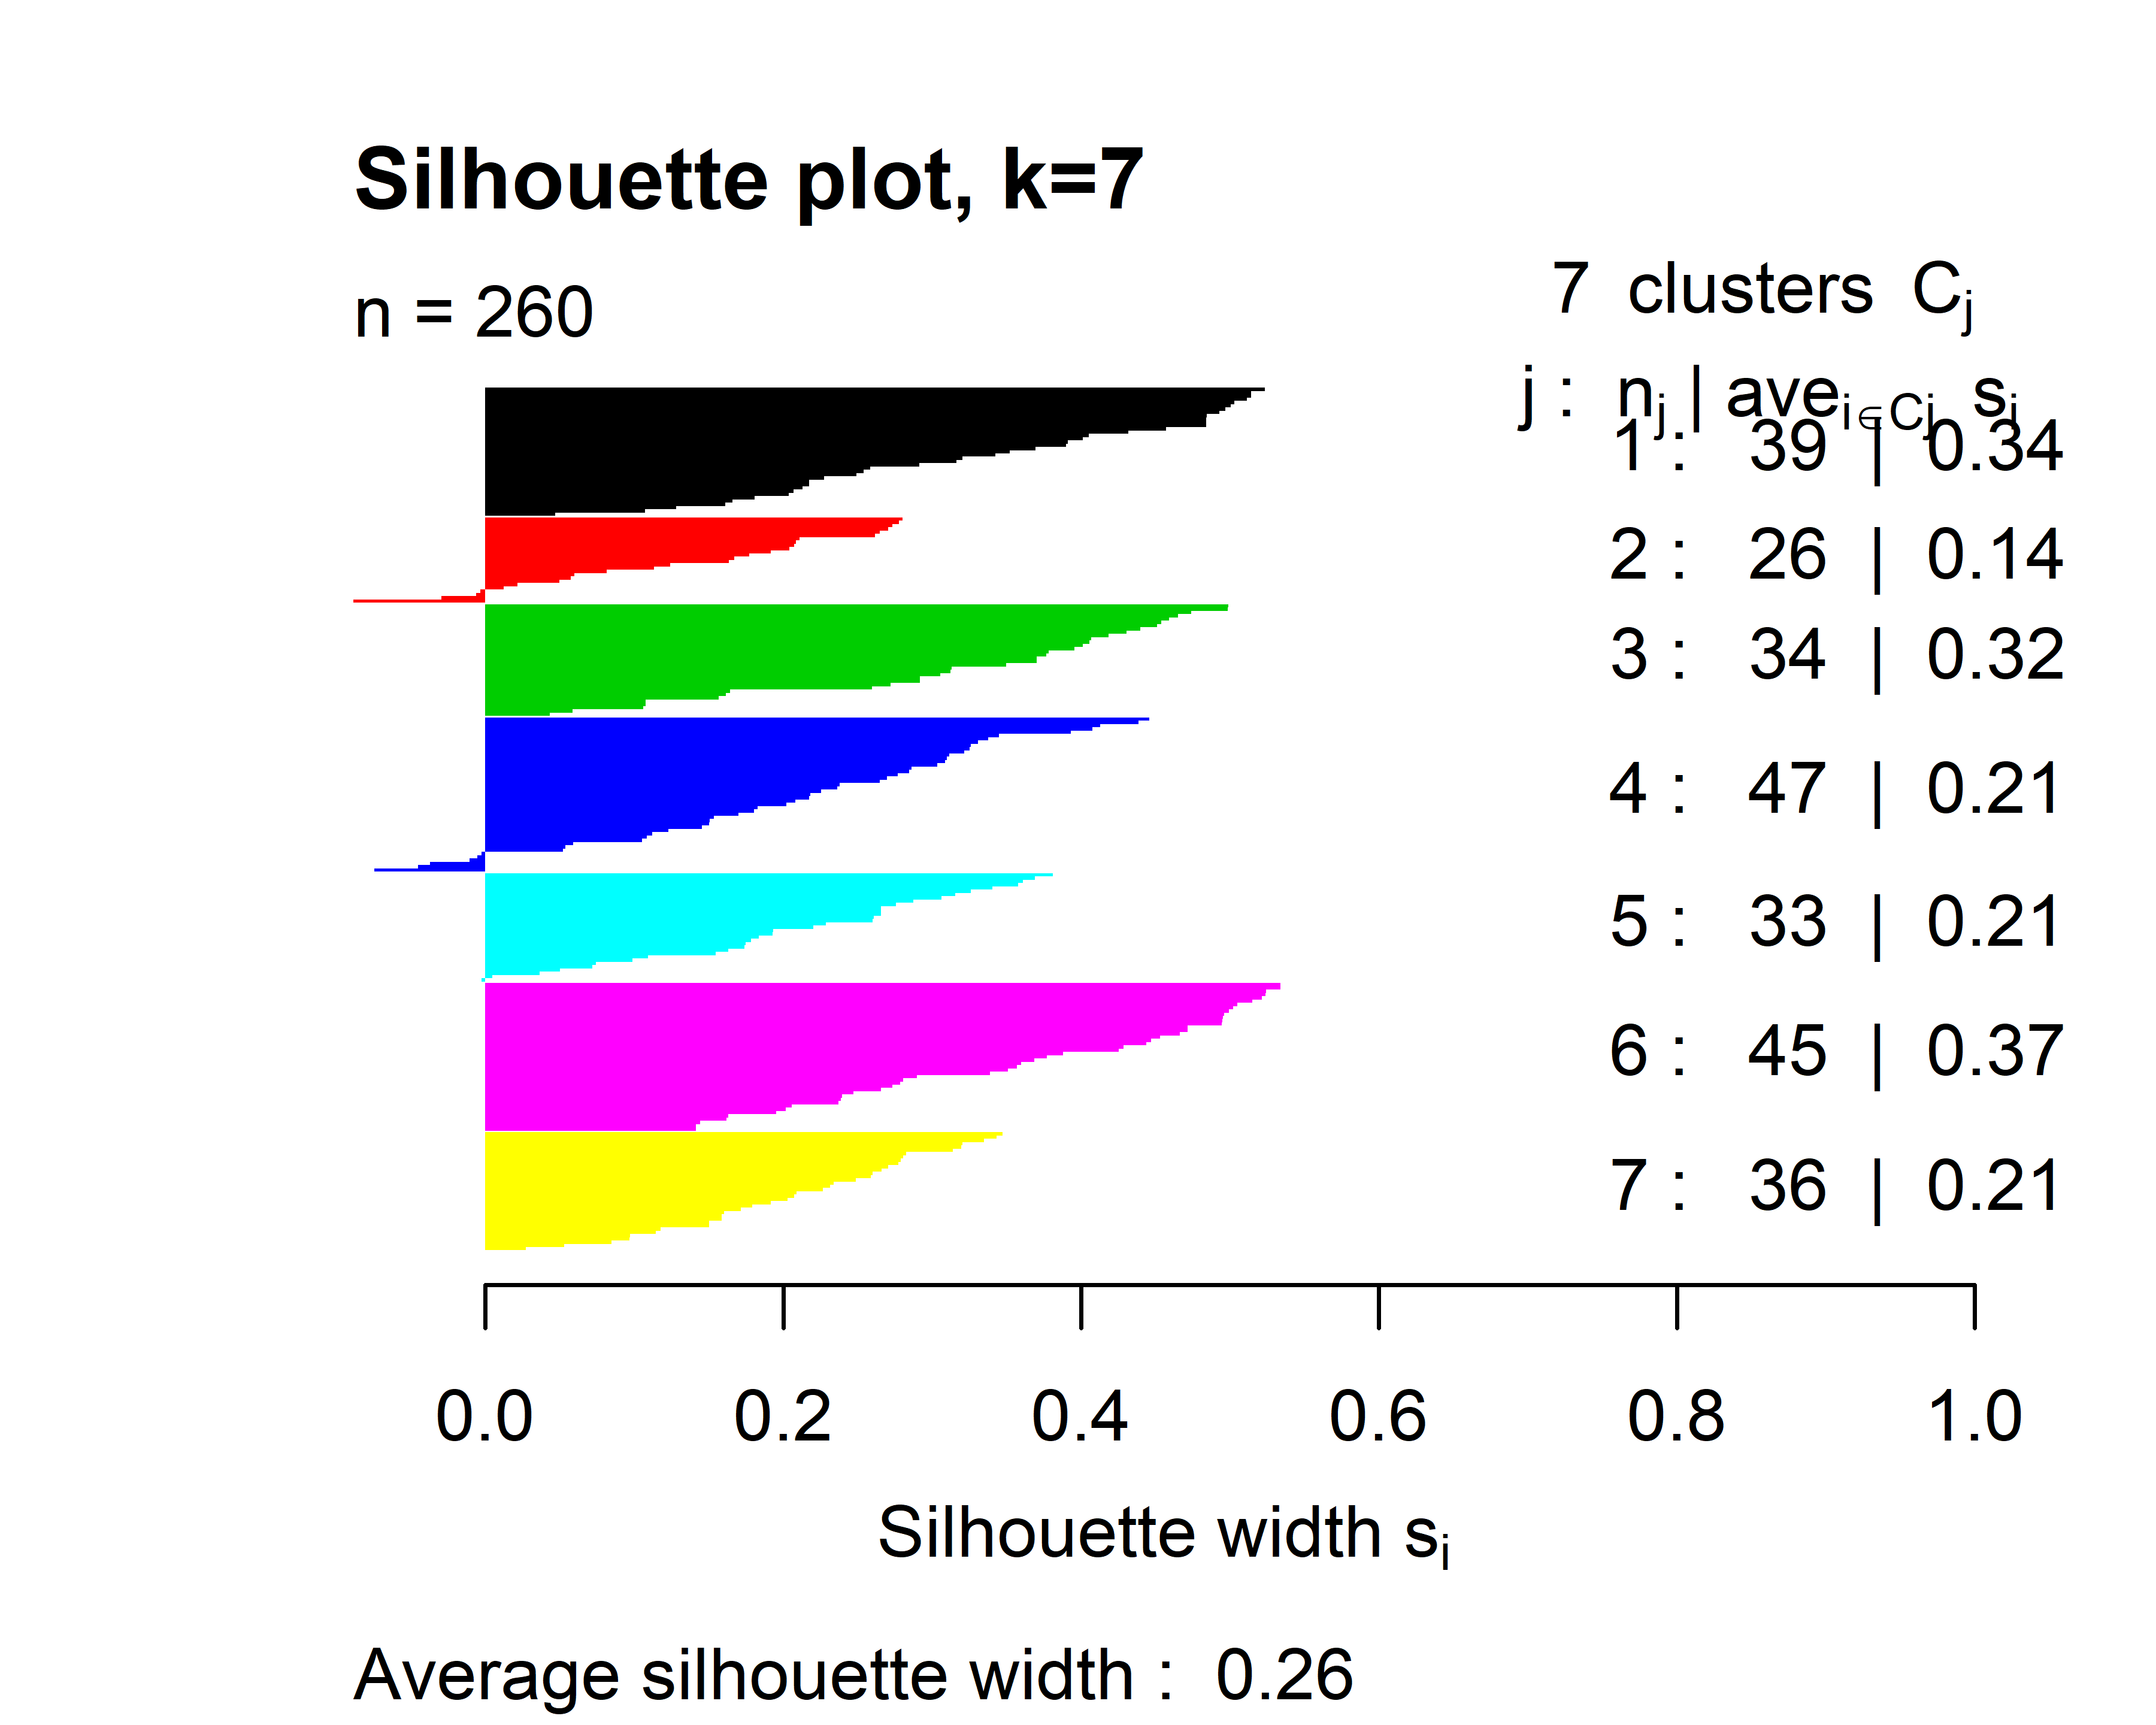 Silhouette plot, k=7
n = 260
7 clusters Cj
j : nj | avei∈Cj si
1 : 39 | 0.34
2 : 26 | 0.14
3 : 34 | 0.32
4 : 47 | 0.21
5 : 33 | 0.21
6 : 45 | 0.37
7 : 36 | 0.21
0.0 0.2 0.4 0.6 0.8 1.0
Silhouette width si
Average silhouette width : 0.26